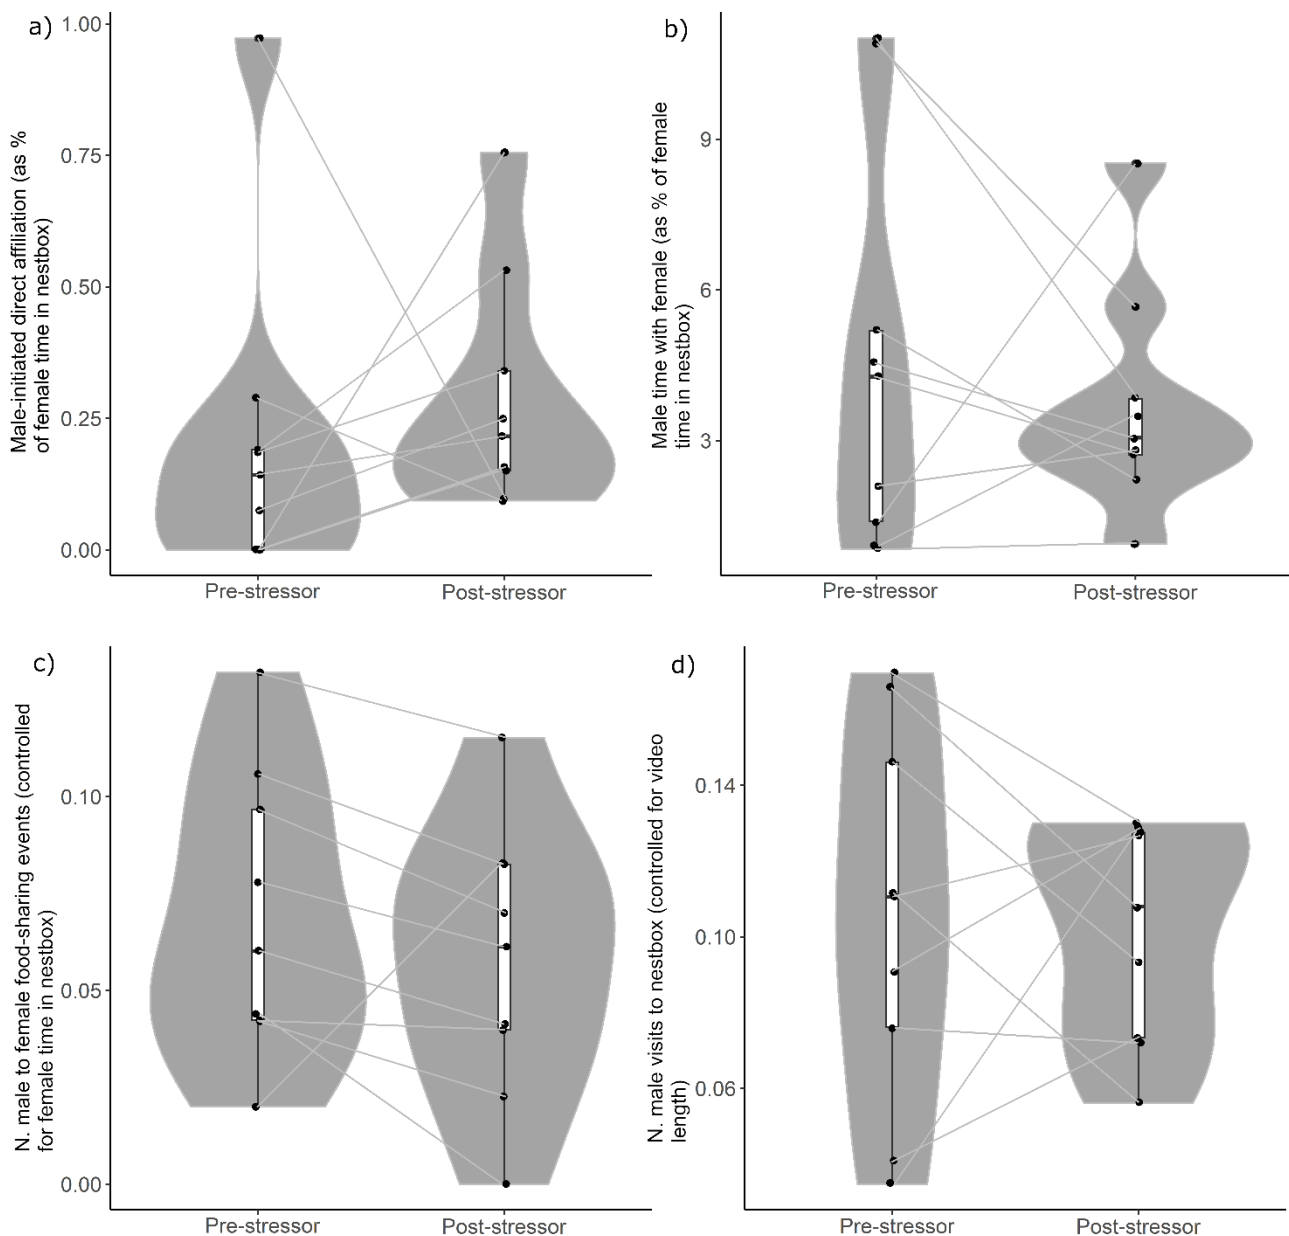 a)
Male-initiated direct affiliation (as %
of female time in nestbox)
1.00
0.75
0.50
0.25
0.00
Pre-stressor
Post-stressor
b)
Male time with female (as % of female
time in nestbox)
9
6
3
Pre-stressor
Post-stressor
c)
N. male to female food-sharing events (controlled
for female time in nestbox)
0.10
0.05
0.00
Pre-stressor
Post-stressor
d)
N. male visits to nestbox (controlled for video
length)
0.14
0.10
0.06
Pre-stressor
Post-stressor